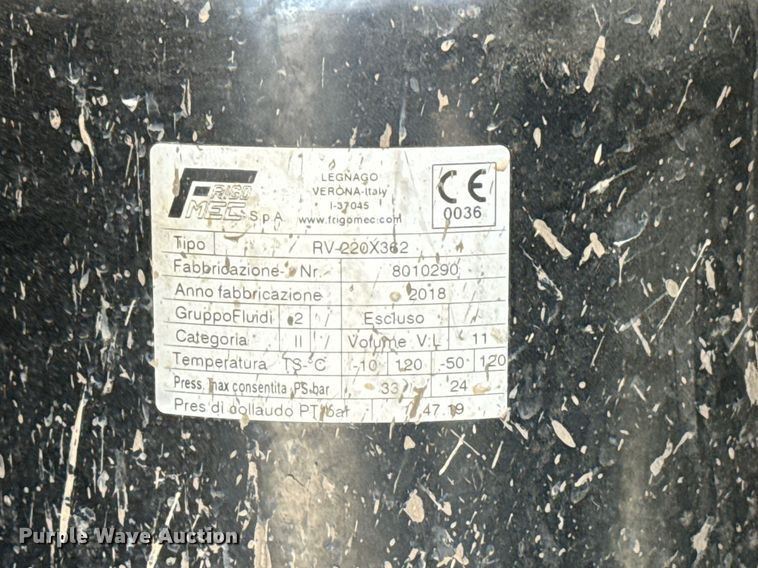 FRIGO
MEC S.p.A.
LEGNAGO
VERONA-Italy
I-37045
www.frigomec.com
CE
0036
Tipo RV-220X362
Fabbricazione Nr. 8010290
Anno fabbricazione 2018
GruppoFluidi 2 / Escluso /
Categoria II / Volume V.L 11
Temperatura TS-C -10 120 -50 120
Press. max consentita PS bar 33 24
Pres di collaudo PT bar 47.19
Purple Wave Auction